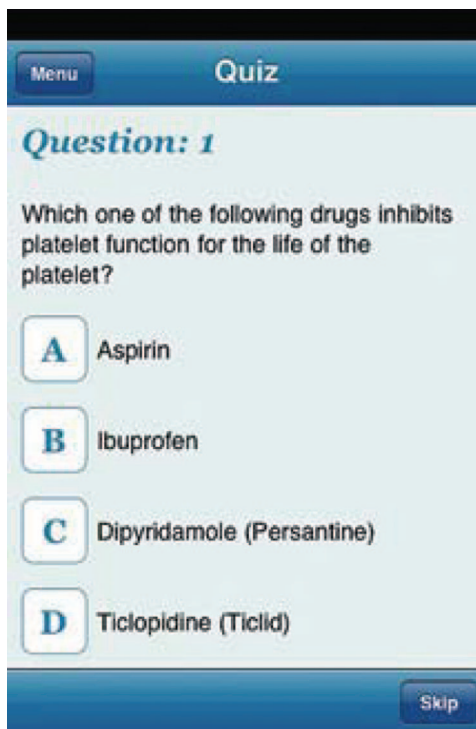 Menu
Quiz
Question: 1
Which one of the following drugs inhibits
platelet function for the life of the
platelet?
A Aspirin
B Ibuprofen
C Dipyridamole (Persantine)
D Ticlopidine (Ticlid)
Skip